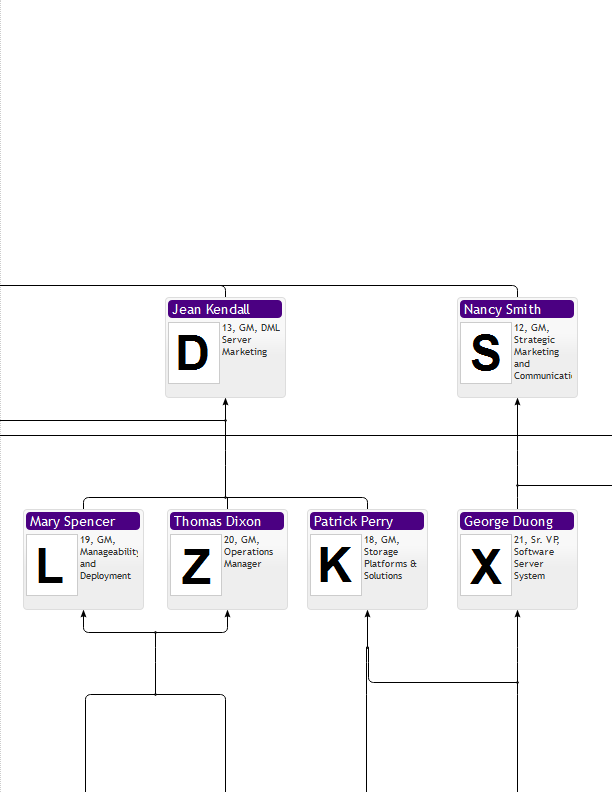 Jean Kendall
D
13, GM, DML
Server
Marketing
Nancy Smith
S
12, GM,
Strategic
Marketing
and
Communicati
Mary Spencer
L
19, GM,
Manageability
and
Deployment
Thomas Dixon
Z
20, GM,
Operations
Manager
Patrick Perry
K
18, GM,
Storage
Platforms &
Solutions
George Duong
X
21, Sr. VP,
Software
Server
System